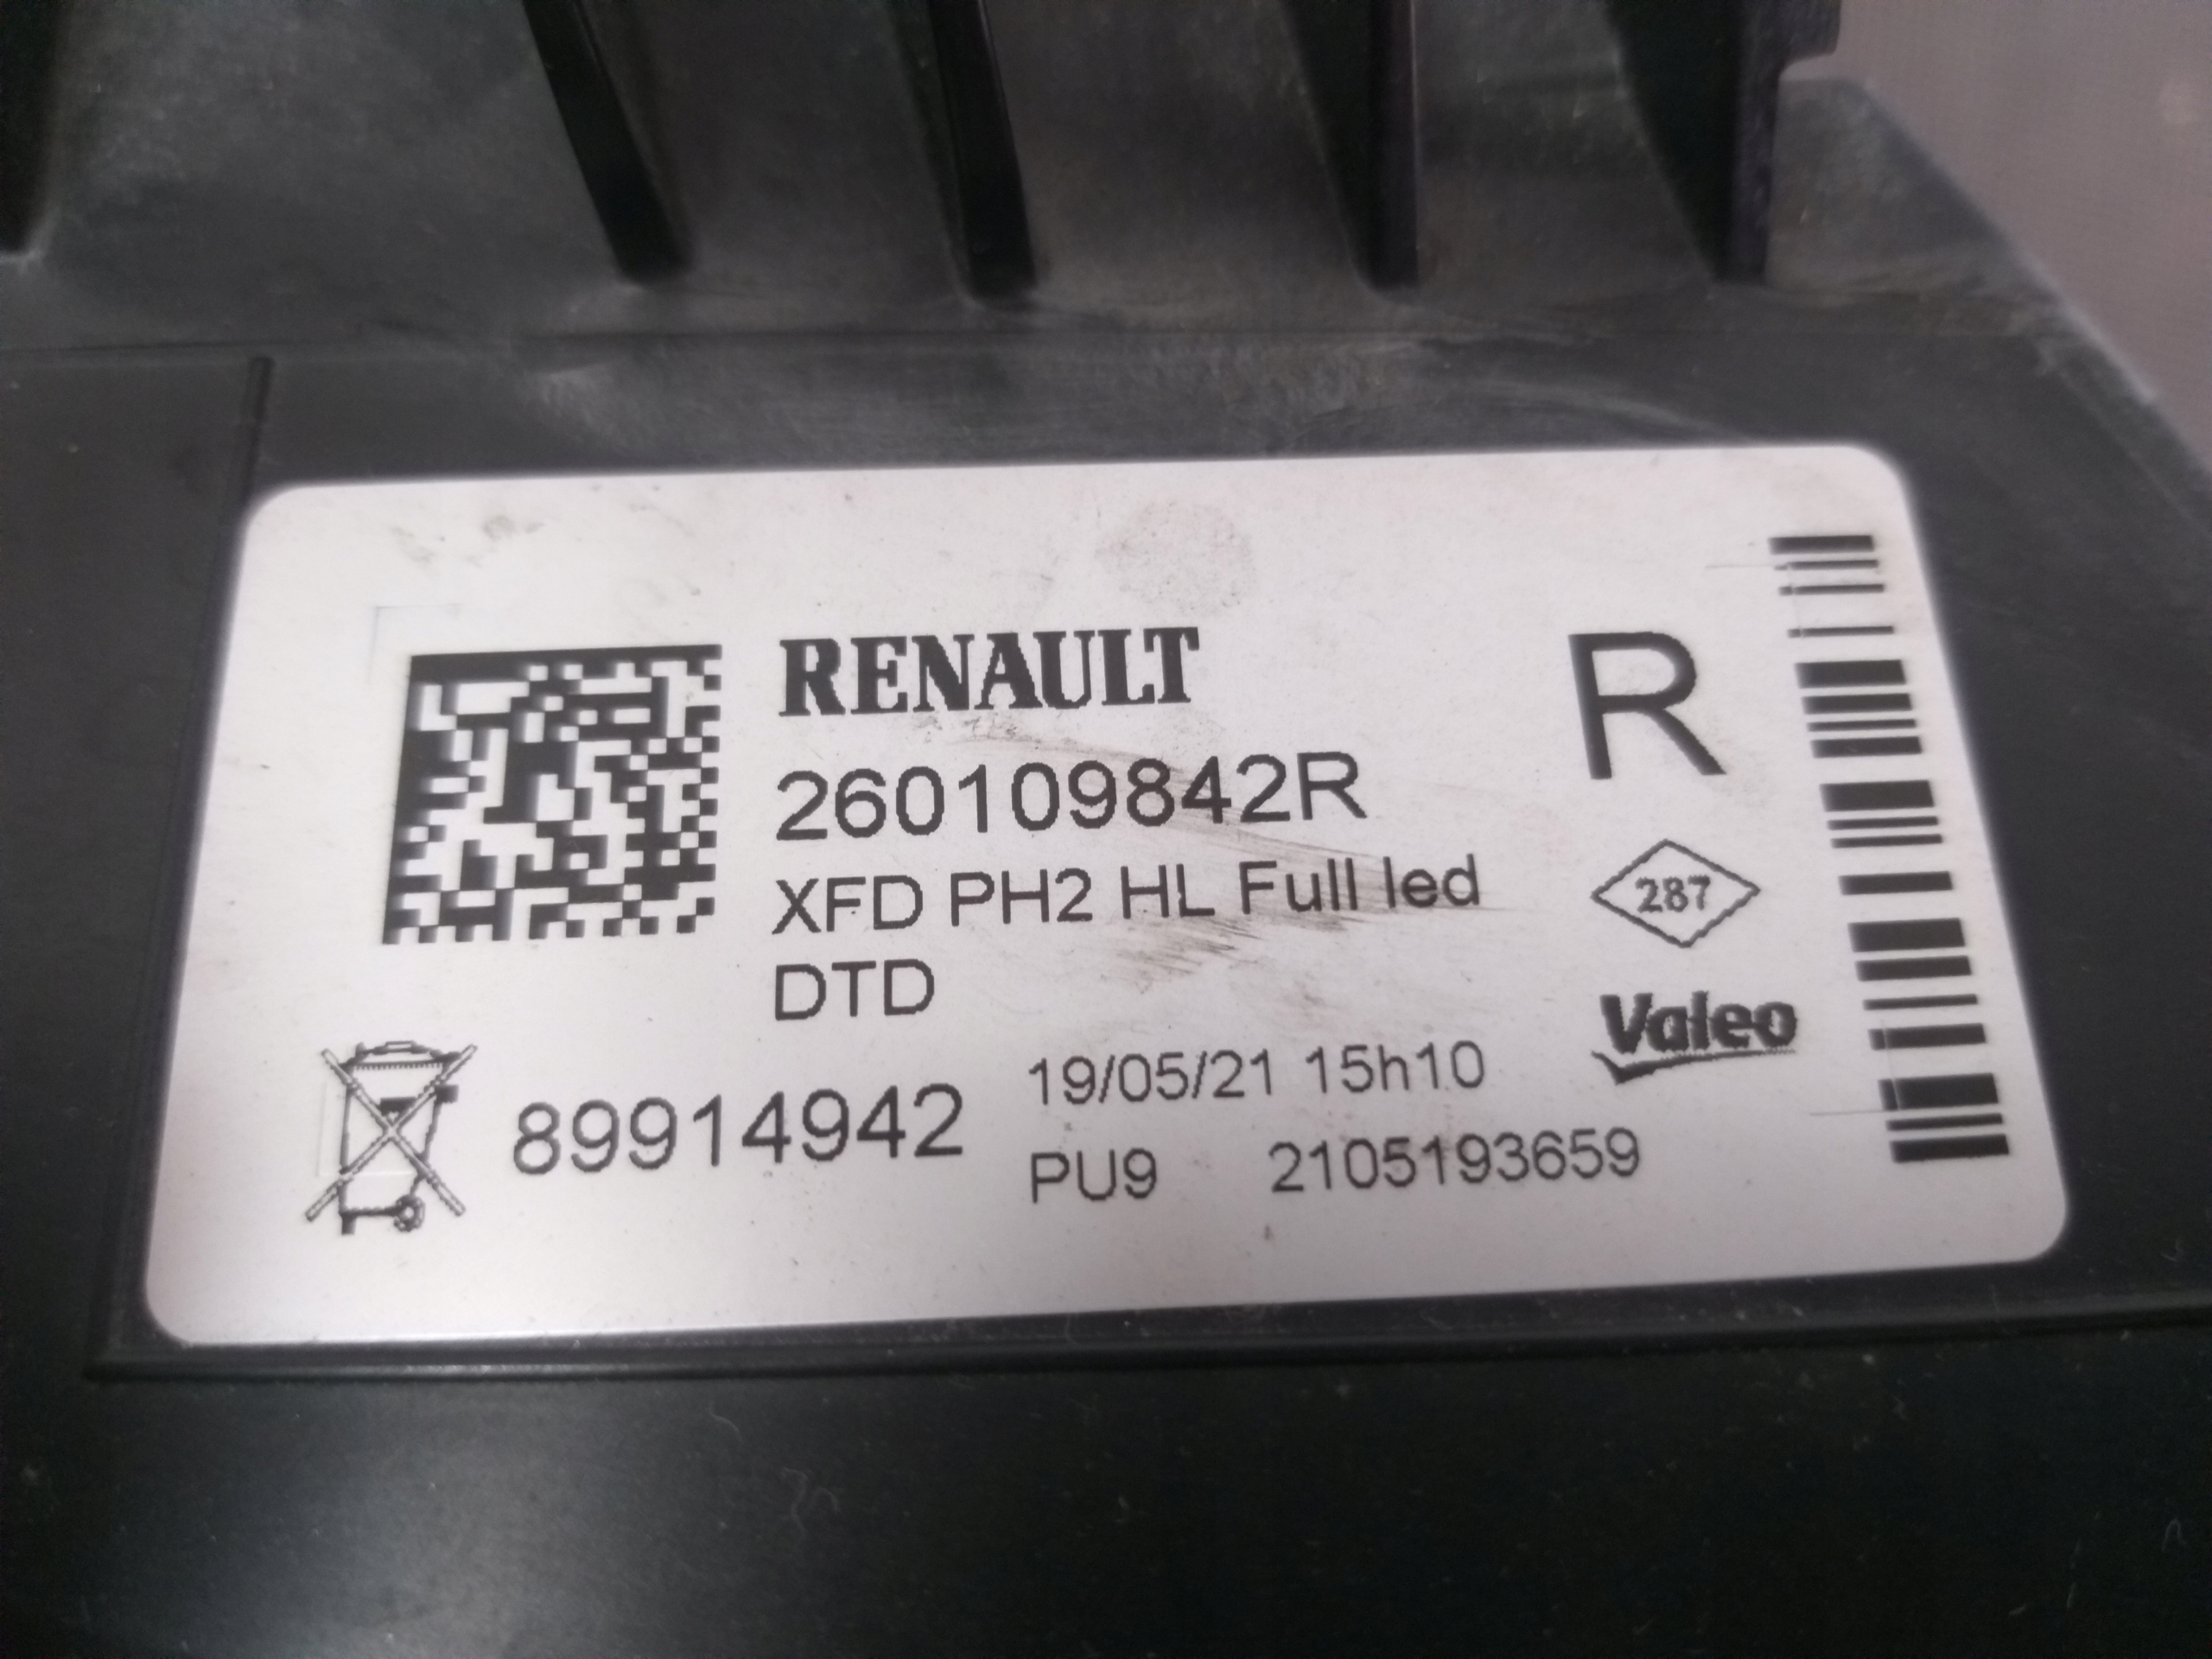 RENAULT
R
260109842R
XFD PH2 HL Full led
287
DTD
Valeo
89914942
19/05/21 15h10
PU9 2105193659